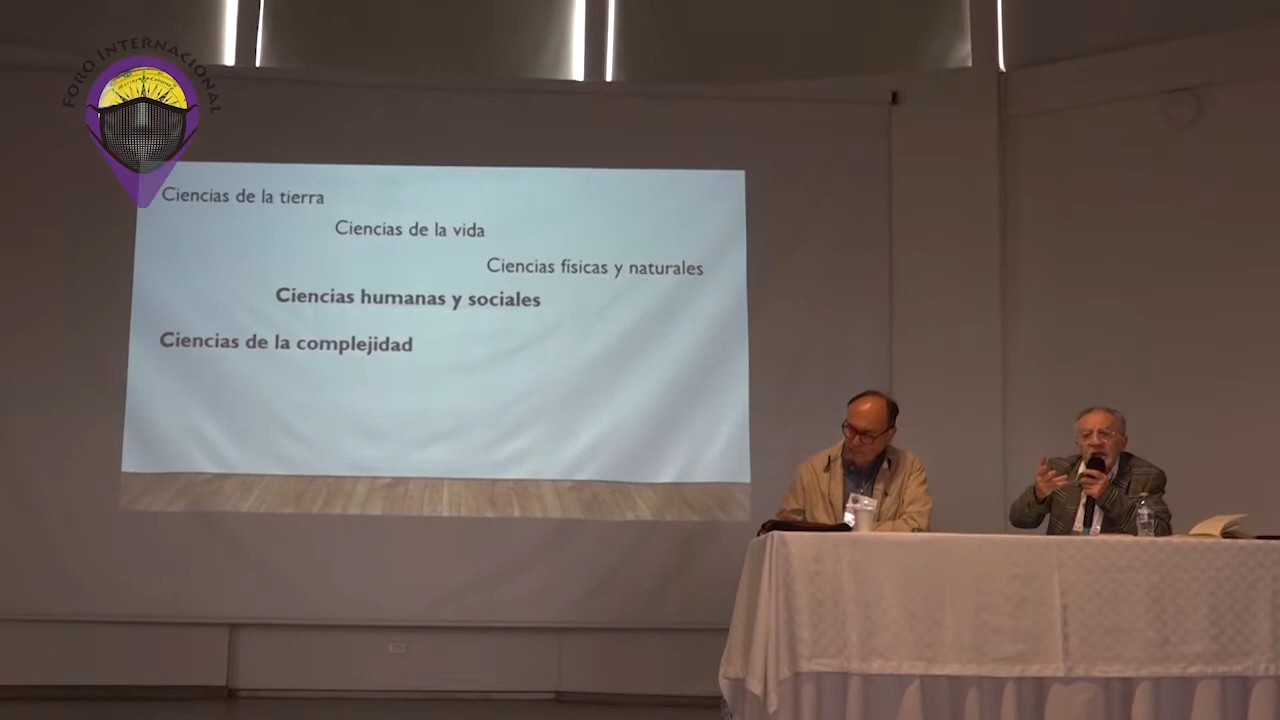 FORO INTERNACIONAL
Ciencias de la tierra
Ciencias de la vida
Ciencias físicas y naturales
Ciencias humanas y sociales
Ciencias de la complejidad